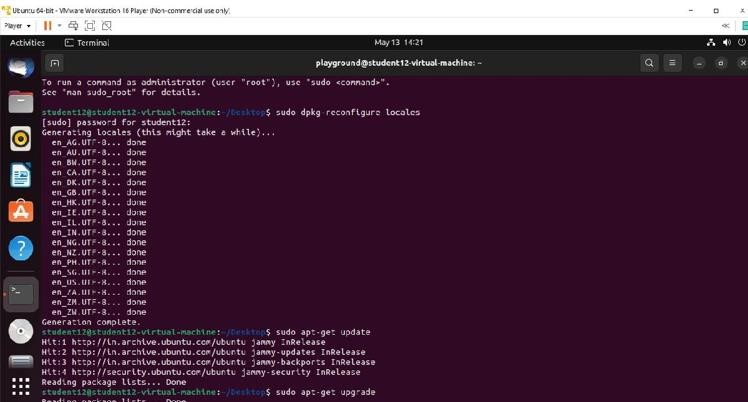 Ubuntu 64-bit - VMware Workstation 16 Player (Non-commercial use only)
Player
Activities
Terminal
May 13 14:21
playground@student12-virtual-machine: ~
To run a command as administrator (user "root"), use "sudo <command>".
See "man sudo_root" for details.
student12@student12-virtual-machine:~/Desktop$ sudo dpkg-reconfigure locales
[sudo] password for student12:
Generating locales (this might take a while)...
en_AG.UTF-8... done
en_AU.UTF-8... done
en_BW.UTF-8... done
en_CA.UTF-8... done
en_DK.UTF-8... done
en_GB.UTF-8... done
en_HK.UTF-8... done
en_IE.UTF-8... done
en_IL.UTF-8... done
en_IN.UTF-8... done
en_NG.UTF-8... done
en_NZ.UTF-8... done
en_PH.UTF-8... done
en_SG.UTF-8... done
en_US.UTF-8... done
en_ZA.UTF-8... done
en_ZM.UTF-8... done
en_ZW.UTF-8... done
Generation complete.
student12@student12-virtual-machine:~/Desktop$ sudo apt-get update
Hit:1 http://in.archive.ubuntu.com/ubuntu jammy InRelease
Hit:2 http://in.archive.ubuntu.com/ubuntu jammy-updates InRelease
Hit:3 http://in.archive.ubuntu.com/ubuntu jammy-backports InRelease
Hit:4 http://security.ubuntu.com/ubuntu jammy-security InRelease
Reading package lists... Done
student12@student12-virtual-machine:~/Desktop$ sudo apt-get upgrade
Reading package lists... Done